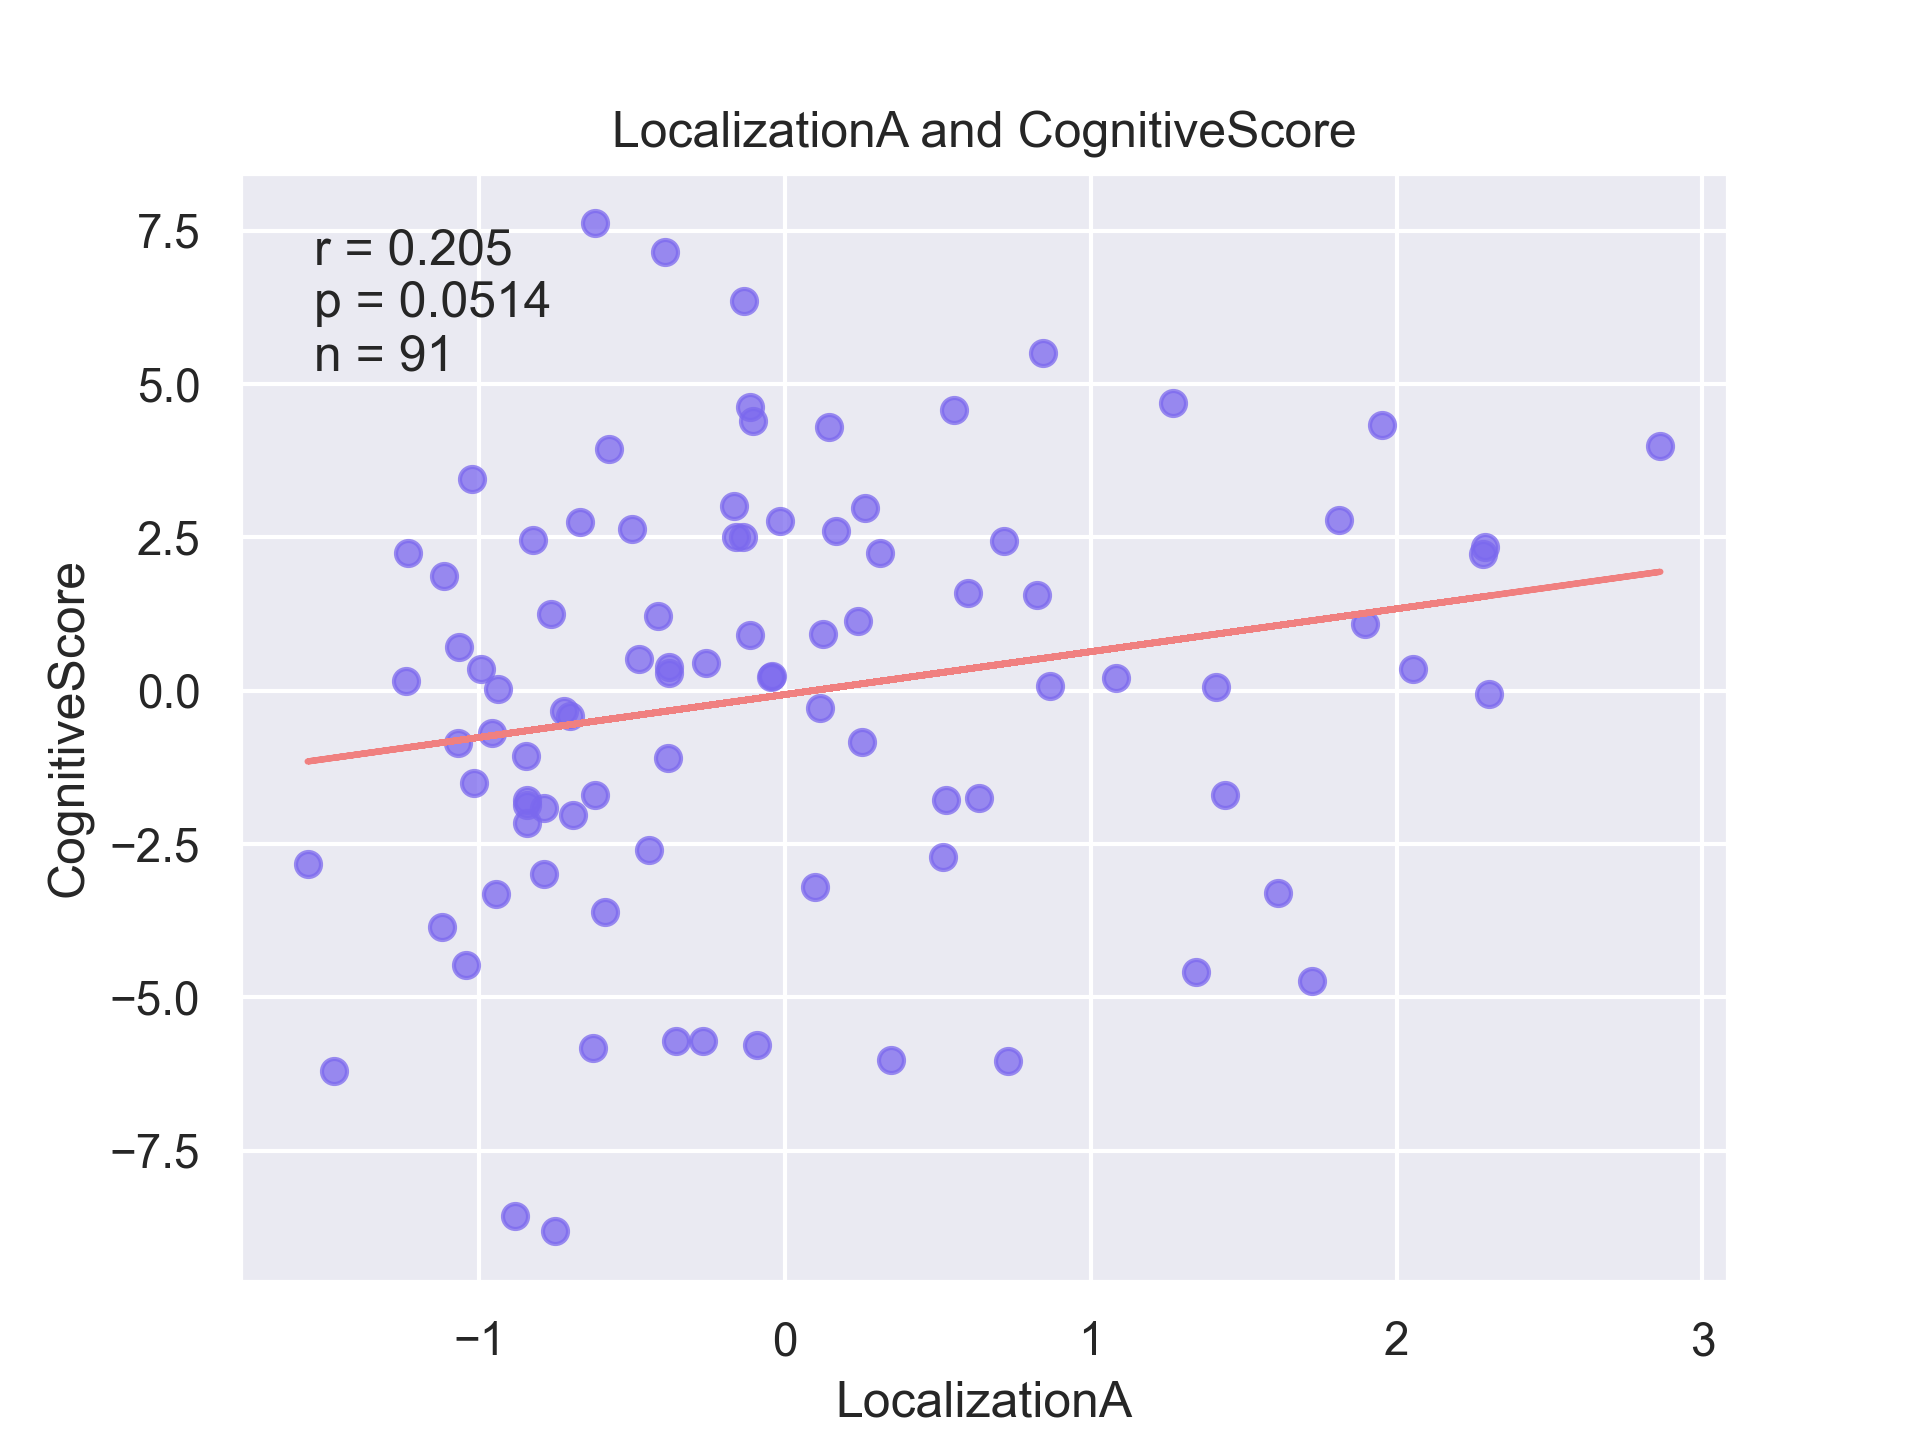 LocalizationA and CognitiveScore
r = 0.205
p = 0.0514
n = 91
7.5
5.0
2.5
0.0
−2.5
−5.0
−7.5
CognitiveScore
−1
0
1
2
3
LocalizationA